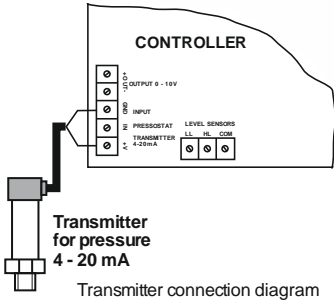 CONTROLLER
+ OUT -
OUTPUT 0 - 10V
GND
INPUT
IN
PRESSOSTAT
TRANSMITTER
4-20mA
+V
LEVEL SENSORS
LL HL COM
Transmitter
for pressure
4 - 20 mA
Transmitter connection diagram